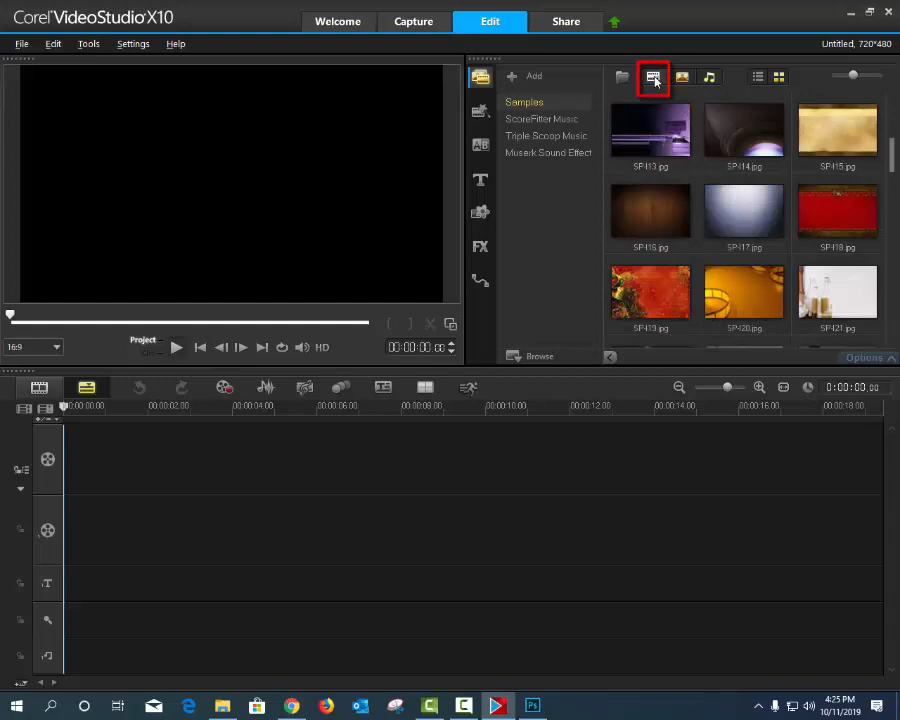 Corel VideoStudio X10
Welcome Capture Edit Share
File Edit Tools Settings Help
Untitled, 720*480
Add
Samples
ScoreFitter Music
Triple Scoop Music
Muserk Sound Effect
Browse
SP-I13.jpg SP-I14.jpg SP-I15.jpg
SP-I16.jpg SP-I17.jpg SP-I18.jpg
SP-I19.jpg SP-I20.jpg SP-I21.jpg
Options
16:9
Project
HD
00:00:00.00
0:00:00.00
00:00:00.00 00:00:02.00 00:00:04.00 00:00:06.00 00:00:08.00 00:00:10.00 00:00:12.00 00:00:14.00 00:00:16.00 00:00:18.00
4:25 PM
10/11/2019